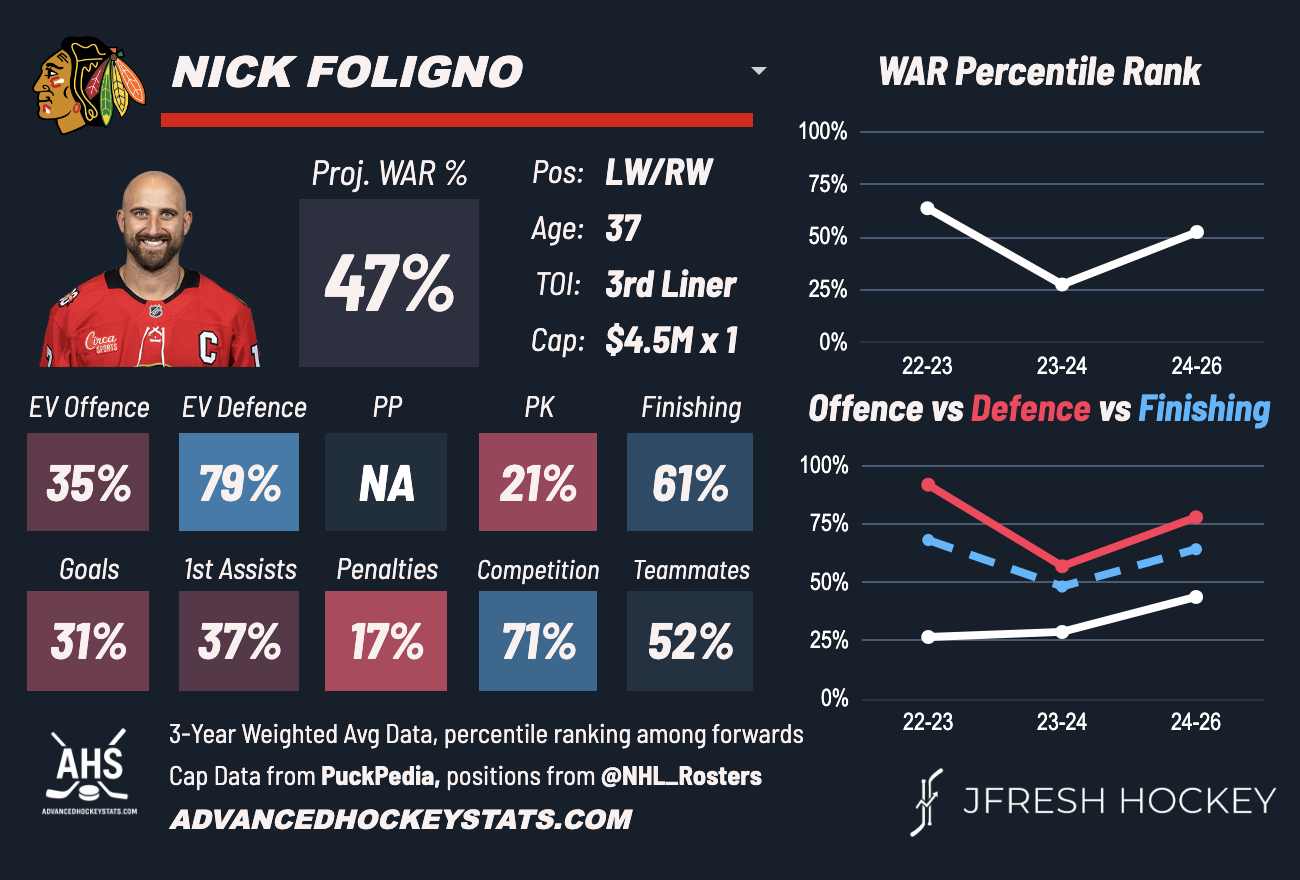 NICK FOLIGNO
Proj. WAR %
47%
Pos: LW/RW
Age: 37
TOI: 3rd Liner
Cap: $4.5M x 1
Circa
SPORTS
C
EV Offence EV Defence PP PK Finishing
35% 79% NA 21% 61%
Goals 1st Assists Penalties Competition Teammates
31% 37% 17% 71% 52%
WAR Percentile Rank
100%
75%
50%
25%
0%
22-23 23-24 24-26
Offence vs Defence vs Finishing
100%
75%
50%
25%
0%
22-23 23-24 24-26
AHS
ADVANCEDHOCKEYSTATS.COM
3-Year Weighted Avg Data, percentile ranking among forwards
Cap Data from PuckPedia, positions from @NHL_Rosters
ADVANCEDHOCKEYSTATS.COM
JFRESH HOCKEY